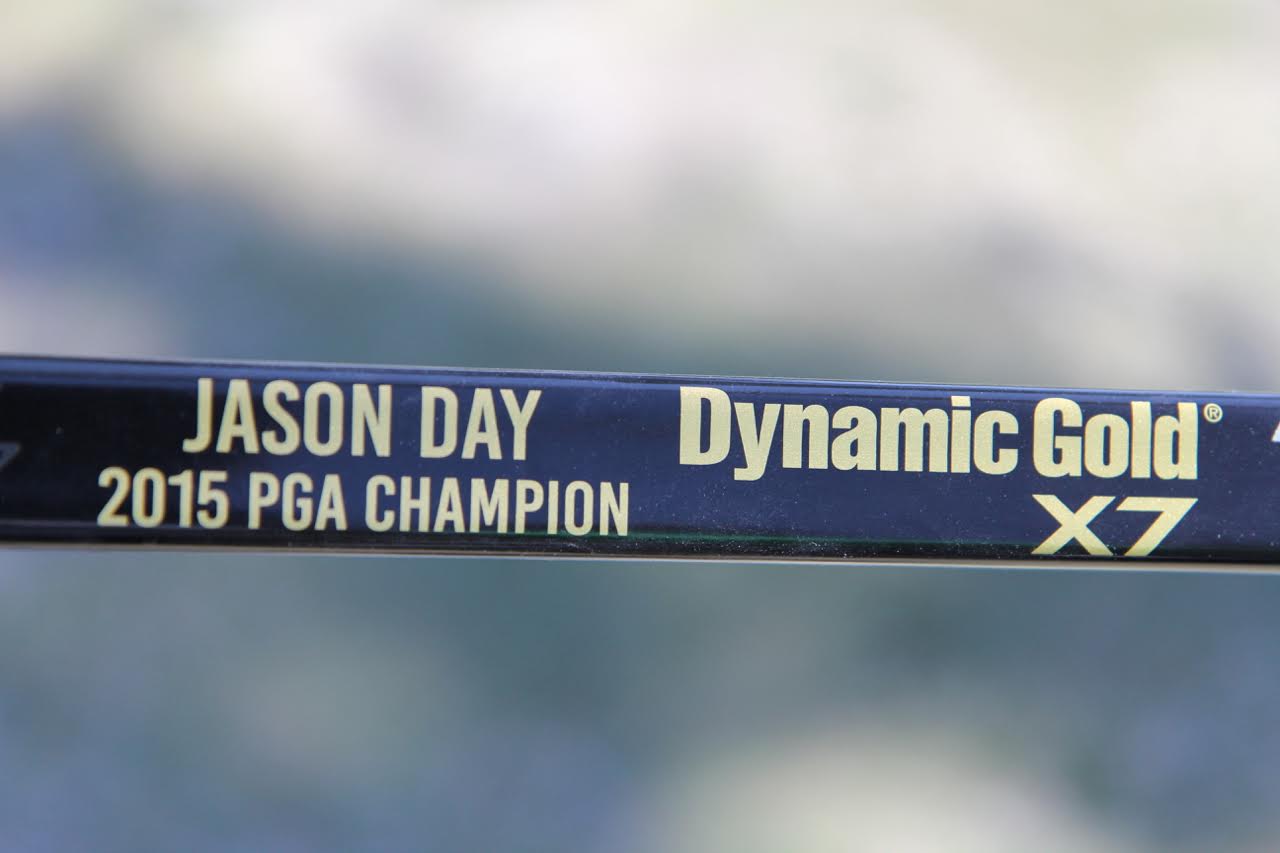 JASON DAY
2015 PGA CHAMPION
Dynamic Gold®
X7